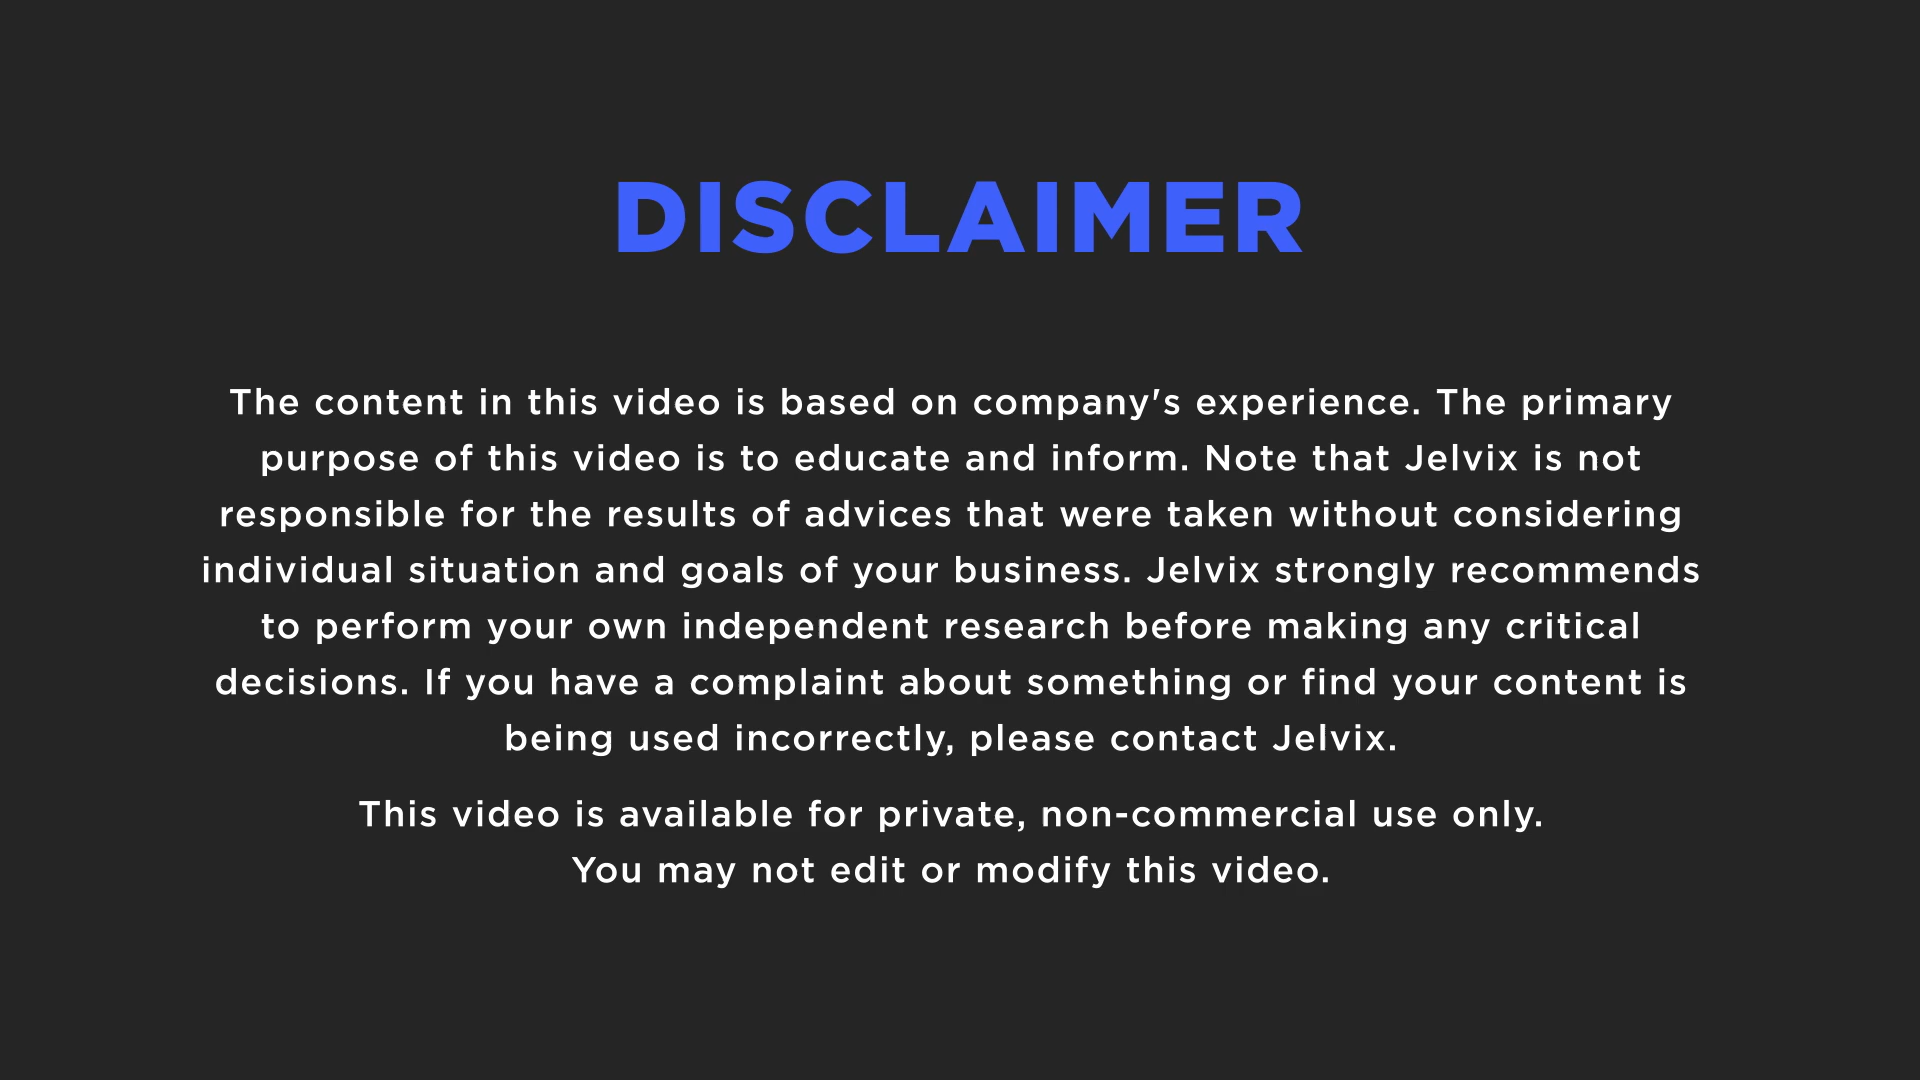 DISCLAIMER
The content in this video is based on company's experience. The primary
purpose of this video is to educate and inform. Note that Jelvix is not
responsible for the results of advices that were taken without considering
individual situation and goals of your business. Jelvix strongly recommends
to perform your own independent research before making any critical
decisions. If you have a complaint about something or find your content is
being used incorrectly, please contact Jelvix.
This video is available for private, non-commercial use only.
You may not edit or modify this video.